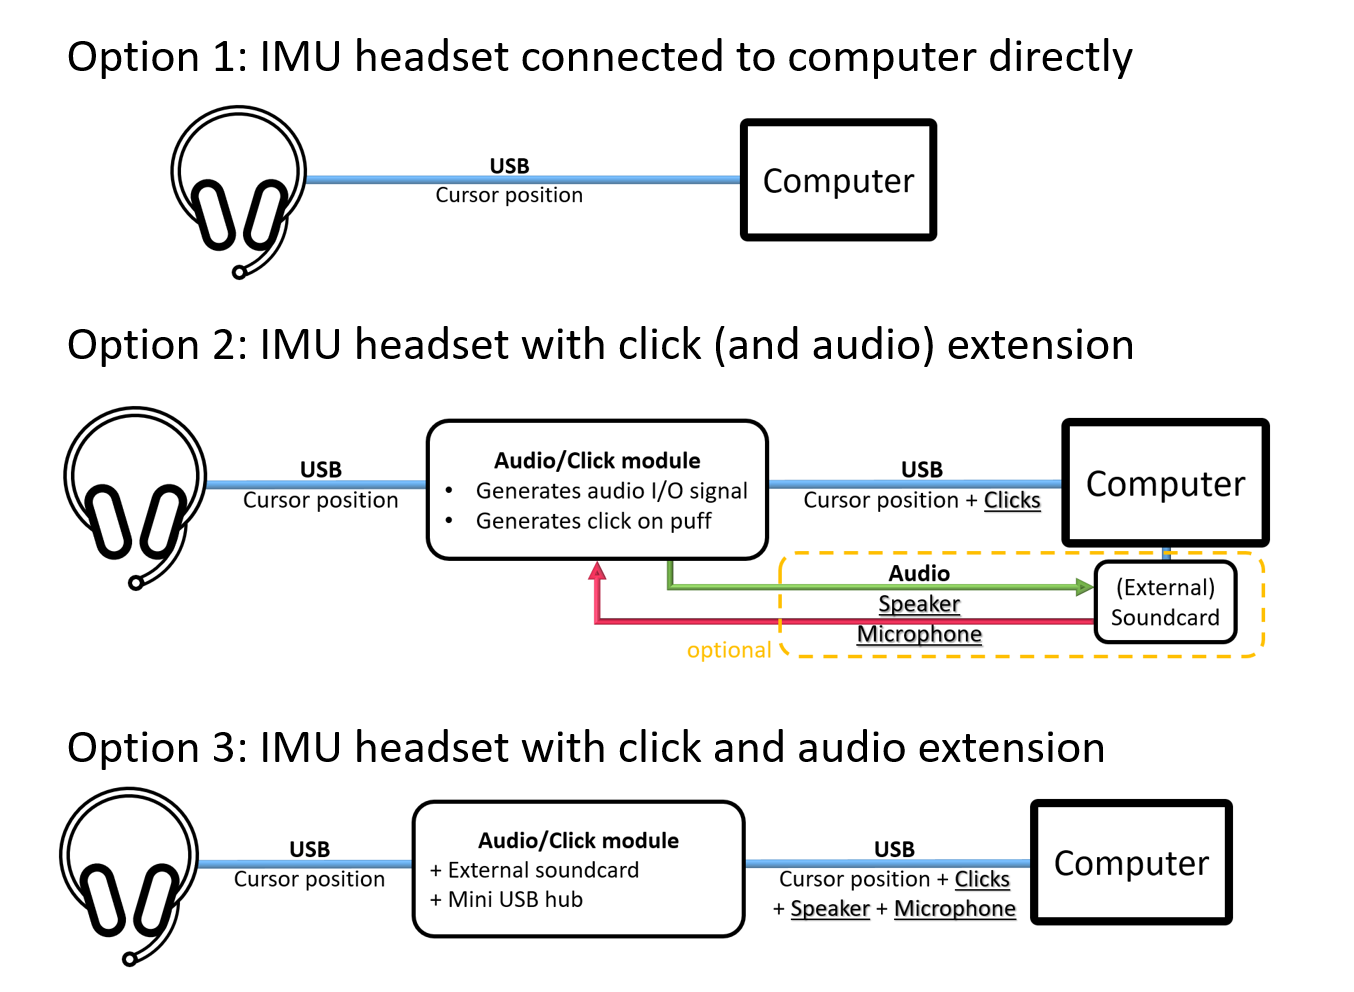 Option 1: IMU headset connected to computer directly
USB
Cursor position
Computer
Option 2: IMU headset with click (and audio) extension
USB
Cursor position
Audio/Click module
• Generates audio I/O signal
• Generates click on puff
USB
Cursor position + Clicks
Computer
Audio
Speaker
Microphone
optional
(External)
Soundcard
Option 3: IMU headset with click and audio extension
USB
Cursor position
Audio/Click module
+ External soundcard
+ Mini USB hub
USB
Cursor position + Clicks
+ Speaker + Microphone
Computer